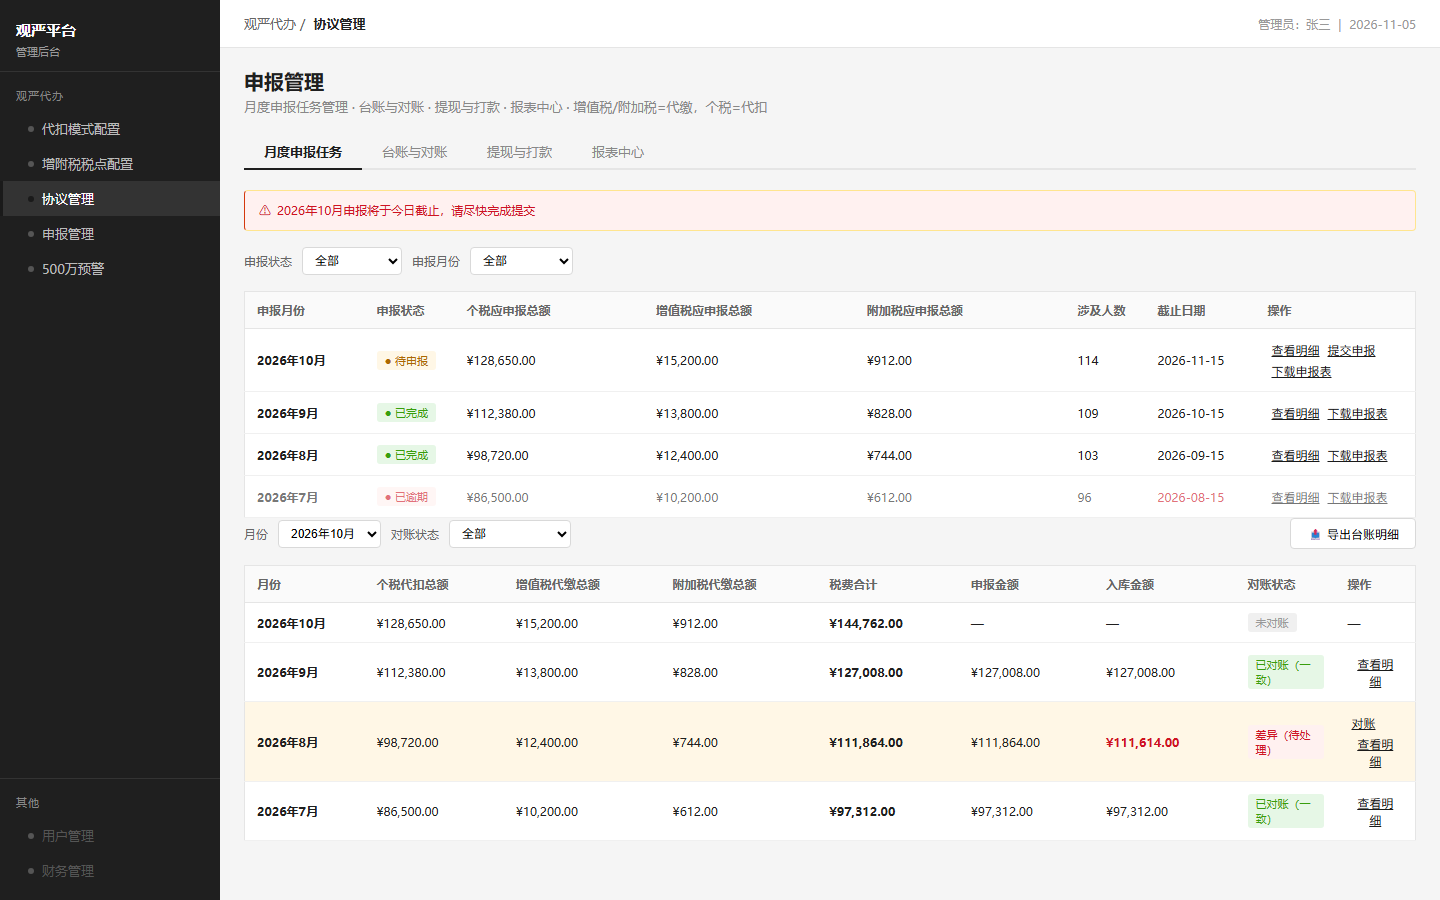 观严平台
管理后台
观严代办
代扣模式配置
增附税税点配置
协议管理
申报管理
500万预警
其他
用户管理
财务管理
观严代办 / 协议管理
管理员：张三 | 2026-11-05
申报管理
月度申报任务管理 · 台账与对账 · 提现与打款 · 报表中心 · 增值税/附加税=代缴，个税=代扣
月度申报任务 台账与对账 提现与打款 报表中心
⚠ 2026年10月申报将于今日截止，请尽快完成提交
申报状态 全部 申报月份 全部
申报月份 申报状态 个税应申报总额 增值税应申报总额 附加税应申报总额 涉及人数 截止日期 操作
2026年10月 待申报 ¥128,650.00 ¥15,200.00 ¥912.00 114 2026-11-15 查看明细 提交申报
下载申报表
2026年9月 已完成 ¥112,380.00 ¥13,800.00 ¥828.00 109 2026-10-15 查看明细 下载申报表
2026年8月 已完成 ¥98,720.00 ¥12,400.00 ¥744.00 103 2026-09-15 查看明细 下载申报表
2026年7月 已逾期 ¥86,500.00 ¥10,200.00 ¥612.00 96 2026-08-15 查看明细 下载申报表
月份 2026年10月 对账状态 全部 导出台账明细
月份 个税代扣总额 增值税代缴总额 附加税代缴总额 税费合计 申报金额 入库金额 对账状态 操作
2026年10月 ¥128,650.00 ¥15,200.00 ¥912.00 ¥144,762.00 — — 未对账 —
2026年9月 ¥112,380.00 ¥13,800.00 ¥828.00 ¥127,008.00 ¥127,008.00 ¥127,008.00 已对账（一
致） 查看明
细
2026年8月 ¥98,720.00 ¥12,400.00 ¥744.00 ¥111,864.00 ¥111,864.00 ¥111,614.00 差异（待处
理） 对账
查看明
细
2026年7月 ¥86,500.00 ¥10,200.00 ¥612.00 ¥97,312.00 ¥97,312.00 ¥97,312.00 已对账（一
致） 查看明
细